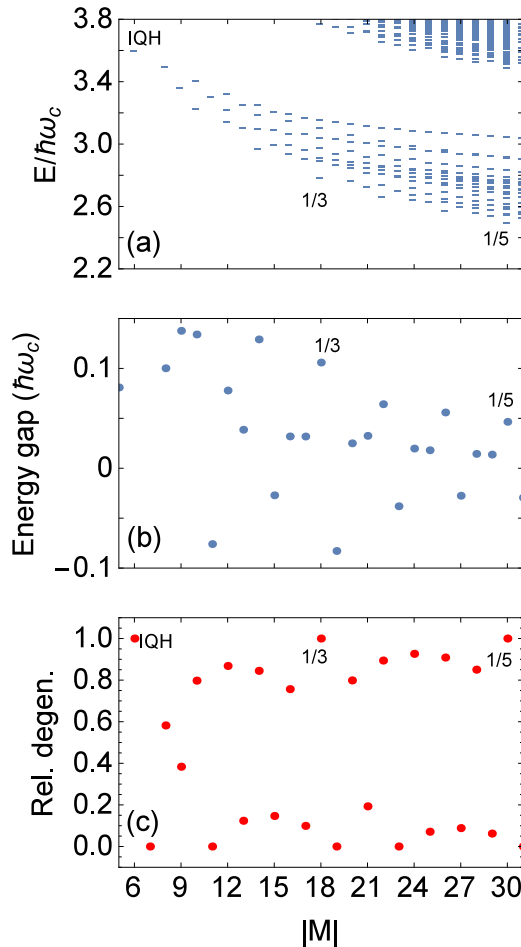 3.8
IQH
3.4
3.0
2.6
1/3
1/5
(a)
2.2
E/ħω_c
0.1
1/3
1/5
0
(b)
−0.1
Energy gap (ħω_c)
1.0
IQH
1/3
1/5
0.8
0.6
0.4
0.2
(c)
0.0
Rel. degen.
6 9 12 15 18 21 24 27 30
|M|